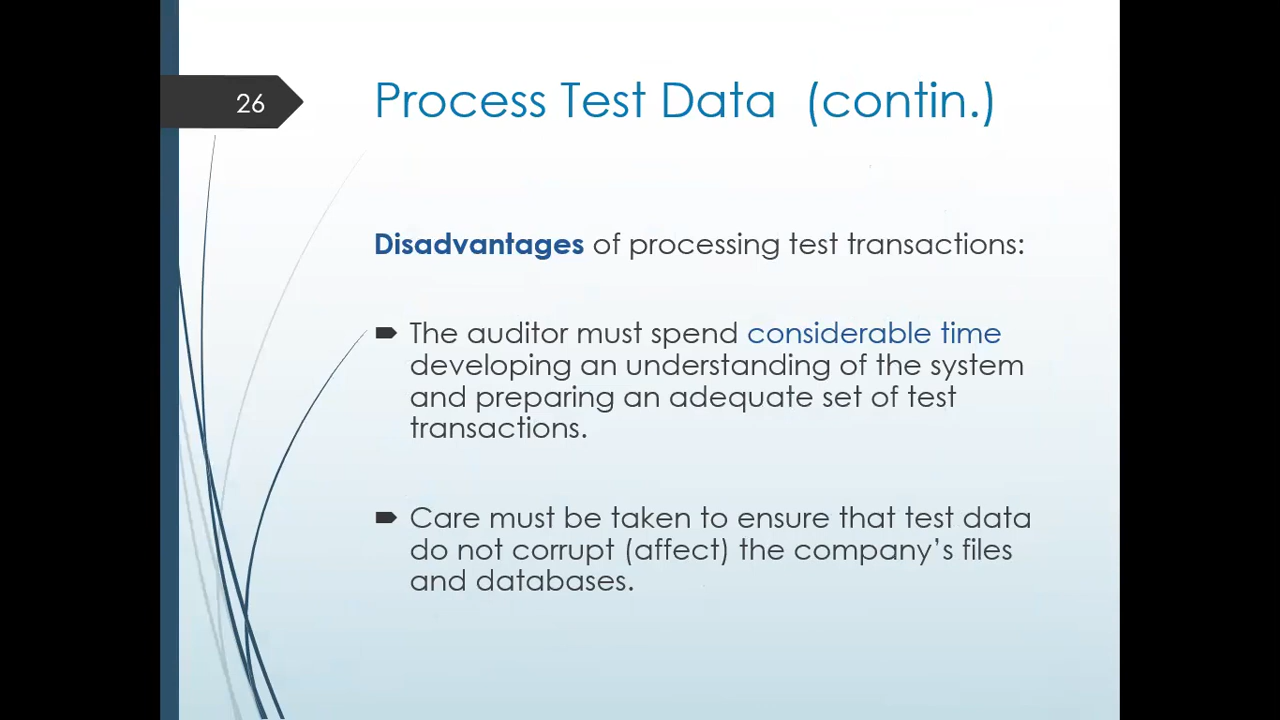 26
Process Test Data (contin.)
Disadvantages of processing test transactions:
The auditor must spend considerable time
developing an understanding of the system
and preparing an adequate set of test
transactions.
Care must be taken to ensure that test data
do not corrupt (affect) the company’s files
and databases.